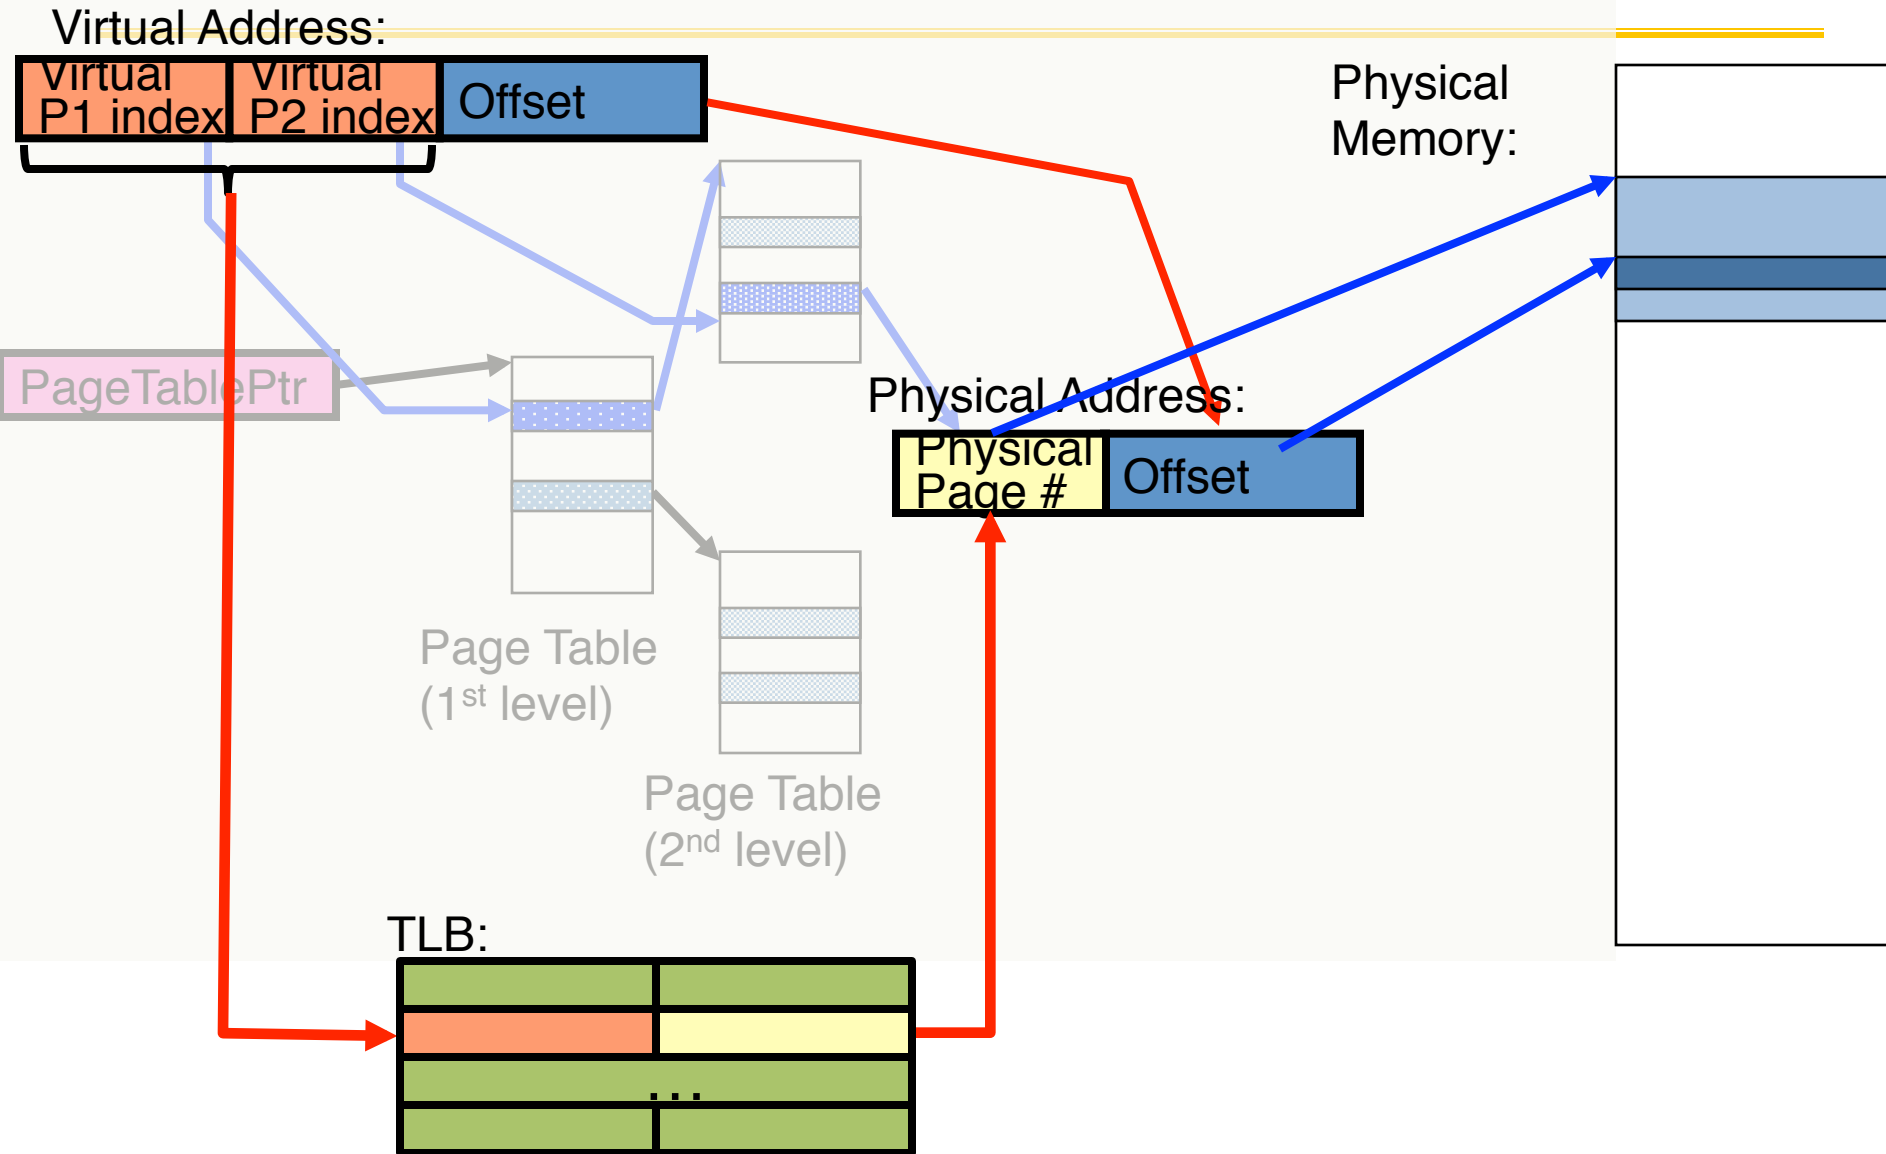 Virtual Address:
Virtual
P1 index
Virtual
P2 index
Offset
Physical
Memory:
PageTablePtr
Physical Address:
Physical
Page #
Offset
Page Table
(1st level)
Page Table
(2nd level)
TLB:
...